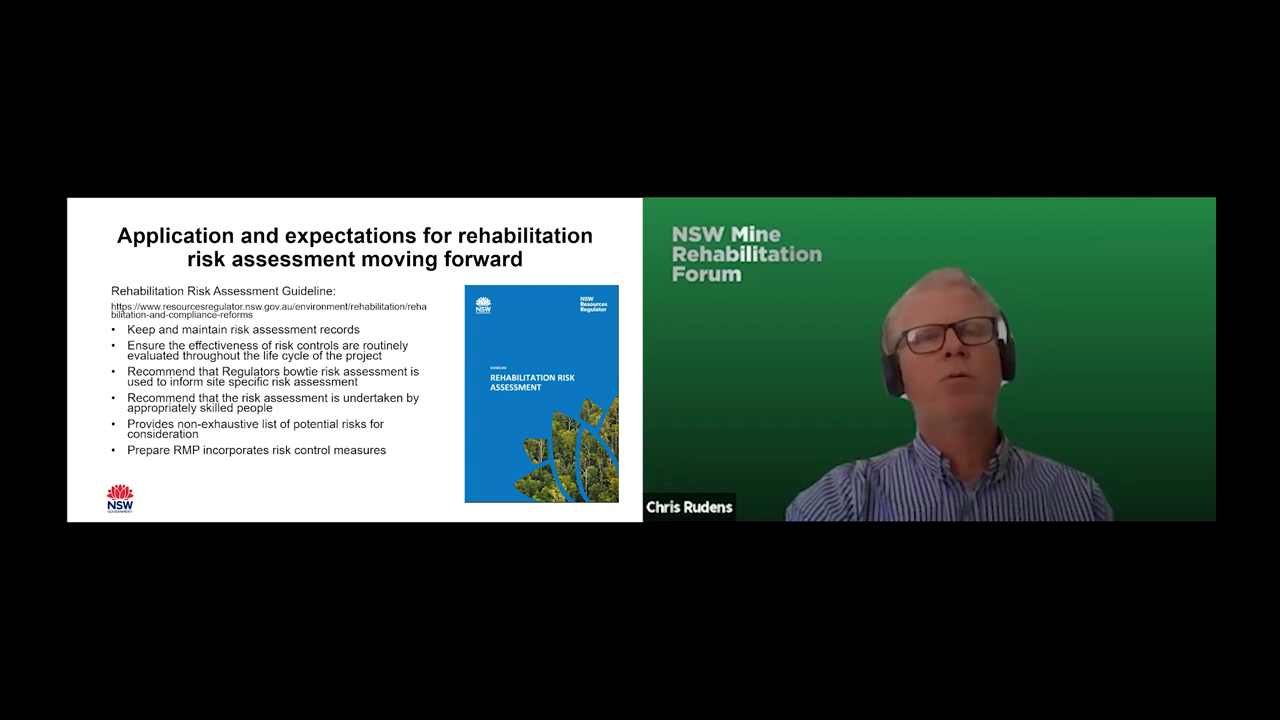 Application and expectations for rehabilitation
risk assessment moving forward
Rehabilitation Risk Assessment Guideline:
https://www.resourcesregulator.nsw.gov.au/environment/rehabilitation/reha
bilitation-and-compliance-reforms
• Keep and maintain risk assessment records
• Ensure the effectiveness of risk controls are routinely
evaluated throughout the life cycle of the project
• Recommend that Regulators bowtie risk assessment is
used to inform site specific risk assessment
• Recommend that the risk assessment is undertaken by
appropriately skilled people
• Provides non-exhaustive list of potential risks for
consideration
• Prepare RMP incorporates risk control measures
NSW
GOVERNMENT
NSW
NSW
Resources
Regulator
GUIDELINE
REHABILITATION RISK
ASSESSMENT
NSW Mine
Rehabilitation
Forum
Chris Rudens